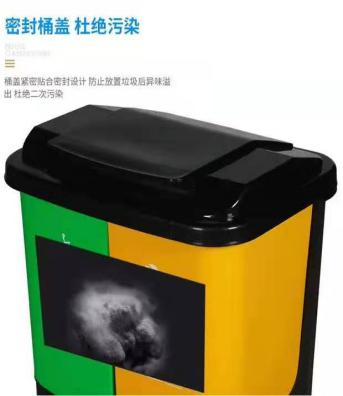 密封桶盖 杜绝污染
桶盖紧密贴合密封设计 防止放置垃圾后异味溢
出 杜绝二次污染